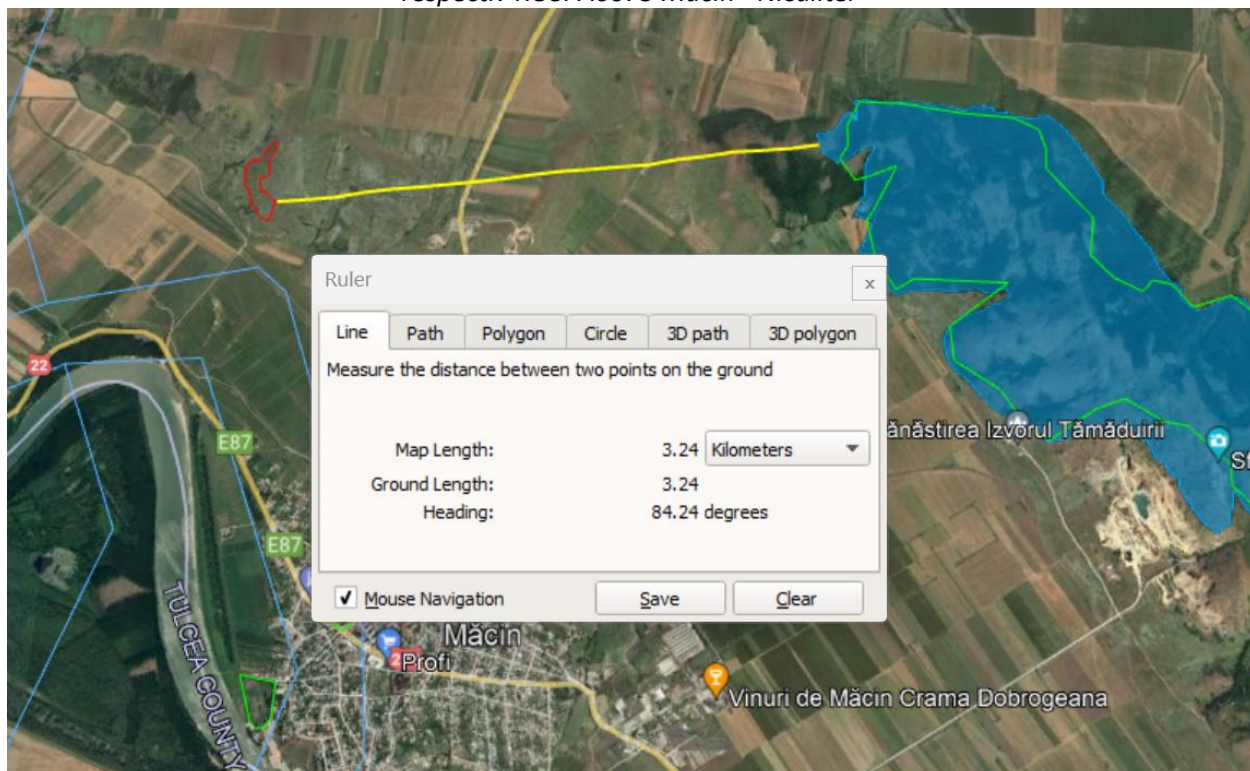 Ruler
x
Line Path Polygon Circle 3D path 3D polygon
Measure the distance between two points on the ground
Map Length: 3.24 Kilometers
Ground Length: 3.24
Heading: 84.24 degrees
Mouse Navigation Save Clear
22
E87
E87
ănăstirea Izvorul Tămăduirii
Sf
TULCEA COUNTY
Măcin
2
Profi
Vinuri de Măcin Crama Dobrogeana